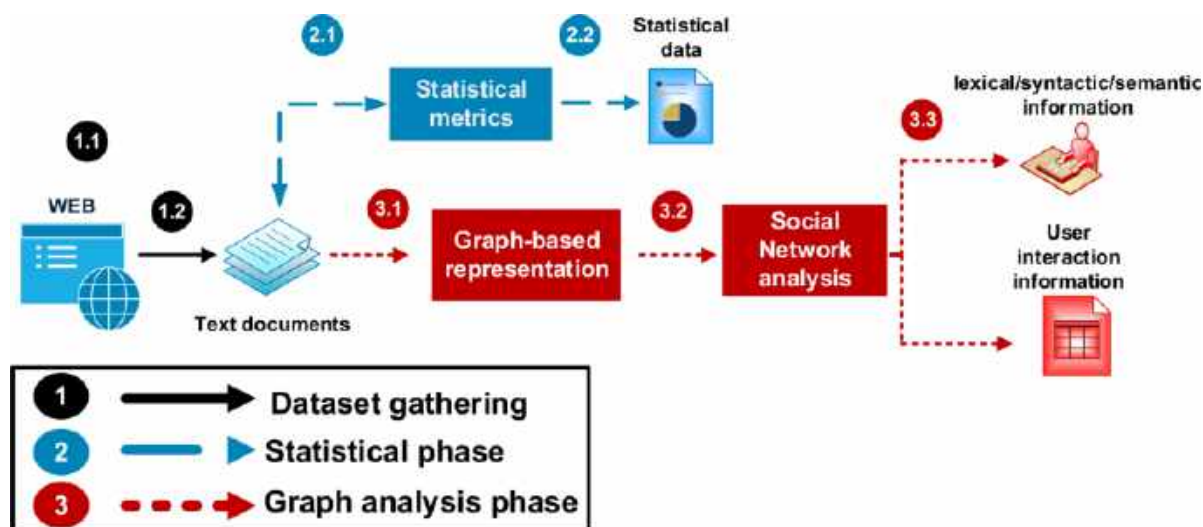 2.1
2.2
Statistical
data
Statistical
metrics
lexical/syntactic/semantic
information
3.3
1.1
WEB
1.2
3.1
3.2
Graph-based
representation
Social
Network
analysis
User
interaction
information
Text documents
1 Dataset gathering
2 Statistical phase
3 Graph analysis phase